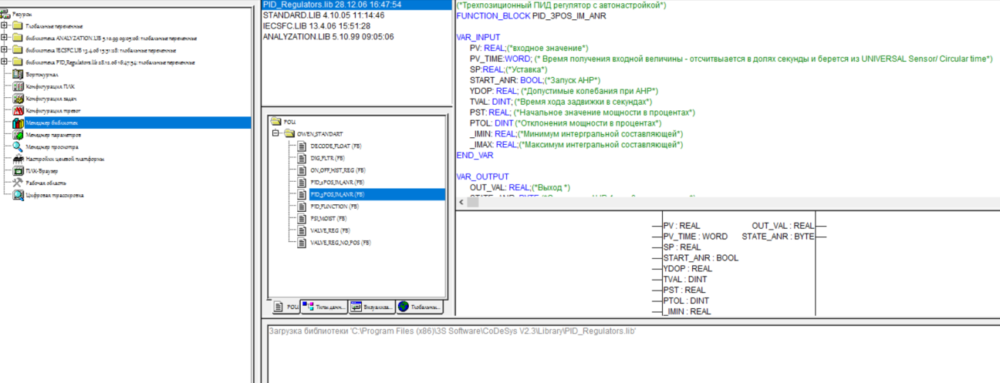 Ресурсы
Глобальные переменные
библиотека ANALYZATION.LIB 5.10.99 09:05:08: глобальные переменные
библиотека IECSFC.LIB 13.4.06 15:51:28: глобальные переменные
библиотека PID_Regulators.lib 28.12.06 16:47:54: глобальные переменные
Бортжурнал
Конфигурация ПЛК
Конфигурация задач
Конфигурация тревог
Менеджер библиотек
Менеджер параметров
Менеджер просмотра
Настройки целевой платформы
ПЛК-Браузер
Рабочая область
Цифровая трассировка
PID_Regulators.lib 28.12.06 16:47:54
STANDARD.LIB 4.10.05 11:14:46
IECSFC.LIB 13.4.06 15:51:28
ANALYZATION.LIB 5.10.99 09:05:06
POU
OWEN_STANDART
DECODE_FLOAT (FB)
DIG_FLTR (FB)
ON_OFF_HIST_REG (FB)
PID_2POS_IM_ANR (FB)
PID_3POS_IM_ANR (FB)
PID_FUNCTION (FB)
PSI_MOIST (FB)
VALVE_REG (FB)
VALVE_REG_NO_POS (FB)
POU
Типы данн...
Визуализа...
Глобальны...
(*Трехпозиционный ПИД регулятор с автонастройкой*)
FUNCTION_BLOCK PID_3POS_IM_ANR
VAR_INPUT
PV: REAL;(*входное значение*)
PV_TIME:WORD; (* Время получения входной величины - отсчитвыается в долях секунды и берется из UNIVERSAL Sensor/ Circular time*)
SP:REAL;(*Уставка*)
START_ANR: BOOL;(*Запуск АНР*)
YDOP: REAL; (*Допустимые колебания при АНР*)
TVAL: DINT; (*Время хода задвижки в секундах*)
PST: REAL; (*Начальное значение мощности в процентах*)
PTOL: DINT (*Отклонения мощности в процентах*)
_IMIN: REAL;(*Минимум интергральной составляющей*)
_IMAX: REAL;(*Максимум интегральной составляющей*)
END_VAR
VAR_OUTPUT
OUT_VAL: REAL;(*Выход *)
PV : REAL OUT_VAL : REAL
PV_TIME : WORD STATE_ANR : BYTE
SP : REAL
START_ANR : BOOL
YDOP : REAL
TVAL : DINT
PST : REAL
PTOL : DINT
_IMIN : REAL
Загрузка библиотеки 'C:\Program Files (x86)\3S Software\CoDeSys V2.3\Library\PID_Regulators.lib'